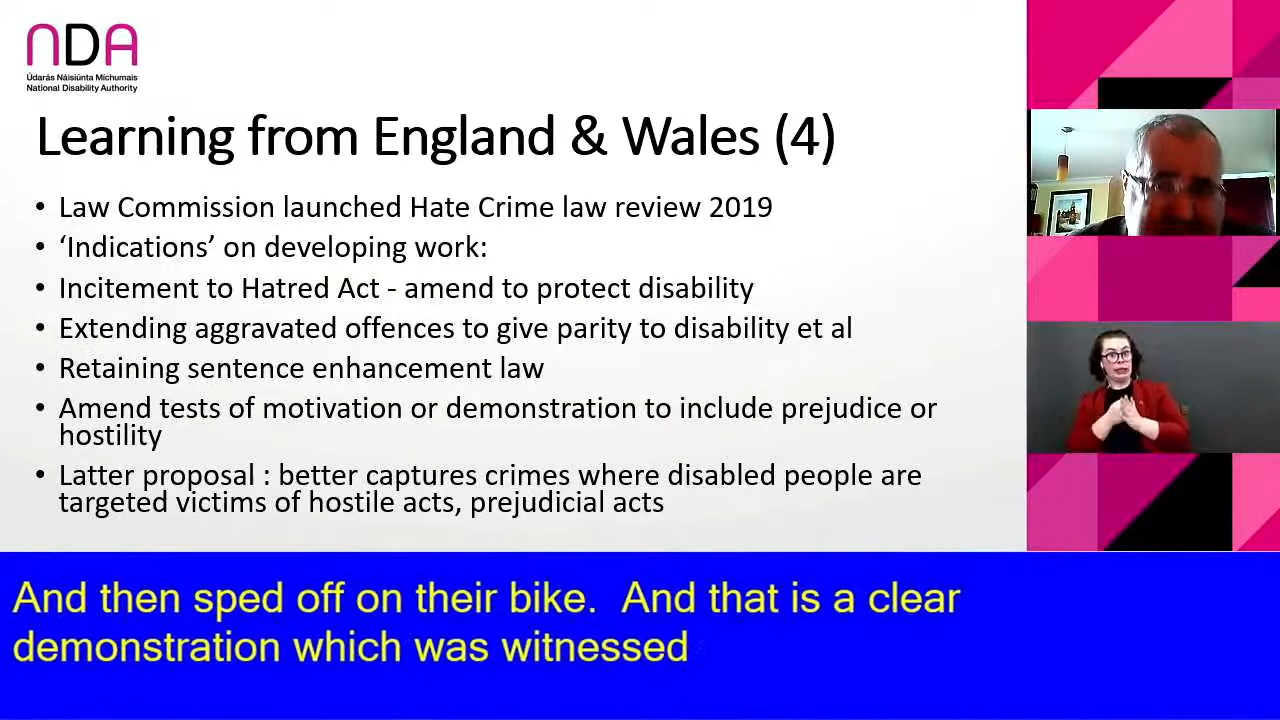 NDA
Údarás Náisiúnta Míchumais
National Disability Authority
Learning from England & Wales (4)
• Law Commission launched Hate Crime law review 2019
• ‘Indications’ on developing work:
• Incitement to Hatred Act - amend to protect disability
• Extending aggravated offences to give parity to disability et al
• Retaining sentence enhancement law
• Amend tests of motivation or demonstration to include prejudice or
hostility
• Latter proposal : better captures crimes where disabled people are
targeted victims of hostile acts, prejudicial acts
And then sped off on their bike.  And that is a clear
demonstration which was witnessed